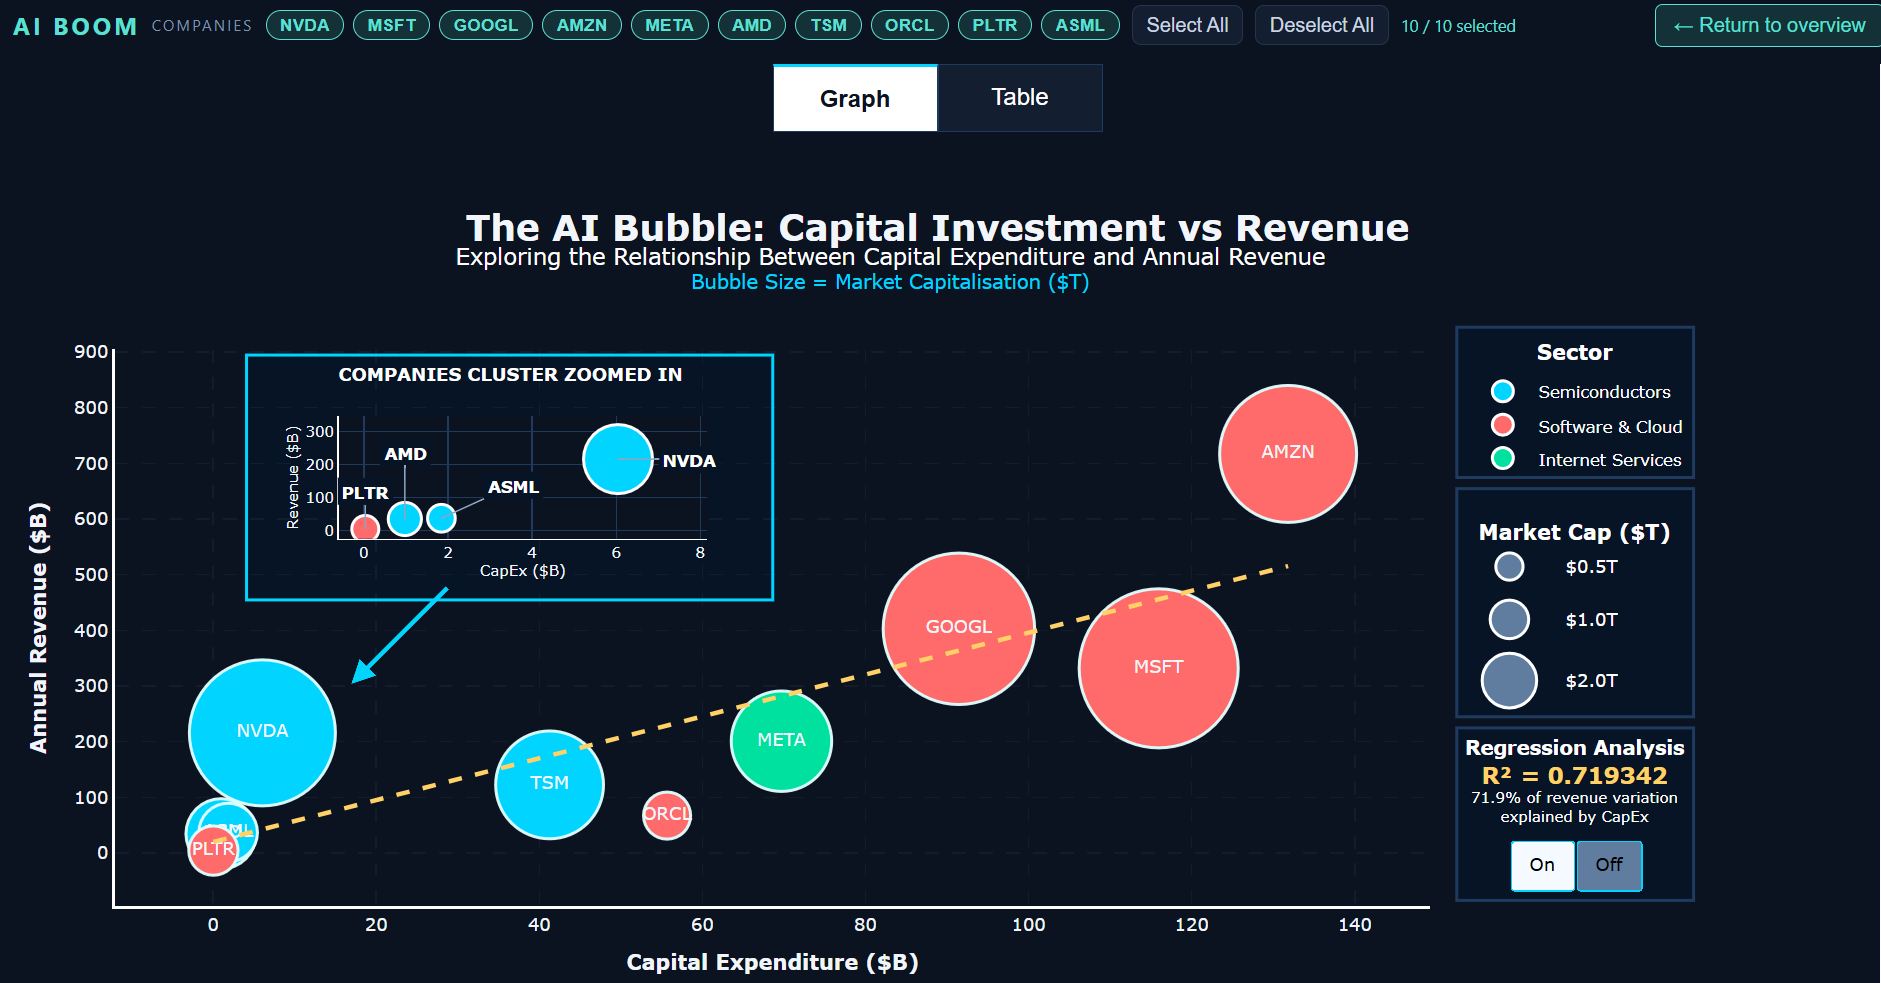 AI BOOM COMPANIES NVDA MSFT GOOGL AMZN META AMD TSM ORCL PLTR ASML Select All Deselect All 10 / 10 selected ← Return to overview
Graph Table
The AI Bubble: Capital Investment vs Revenue
Exploring the Relationship Between Capital Expenditure and Annual Revenue
Bubble Size = Market Capitalisation ($T)
Annual Revenue ($B)
900
800
700
600
500
400
300
200
100
0
COMPANIES CLUSTER ZOOMED IN
Revenue ($B)
300
200
100
0
AMD
NVDA
ASML
PLTR
0 2 4 6 8
CapEx ($B)
AMZN
GOOGL
MSFT
NVDA
META
TSM
ORCL
ASML
PLTR
0 20 40 60 80 100 120 140
Capital Expenditure ($B)
Sector
Semiconductors
Software & Cloud
Internet Services
Market Cap ($T)
$0.5T
$1.0T
$2.0T
Regression Analysis
R² = 0.719342
71.9% of revenue variation
explained by CapEx
On Off